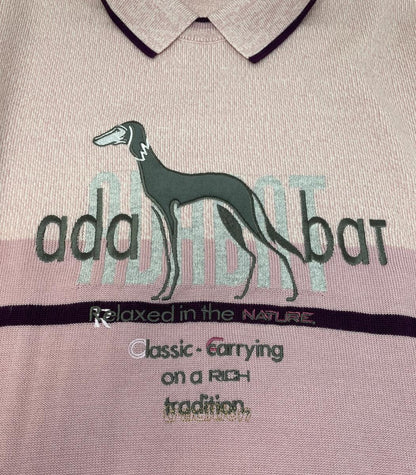 ADABAT
ada bat
Relaxed in the NATURE.
Classic - Carrying
on a RICH
tradition.